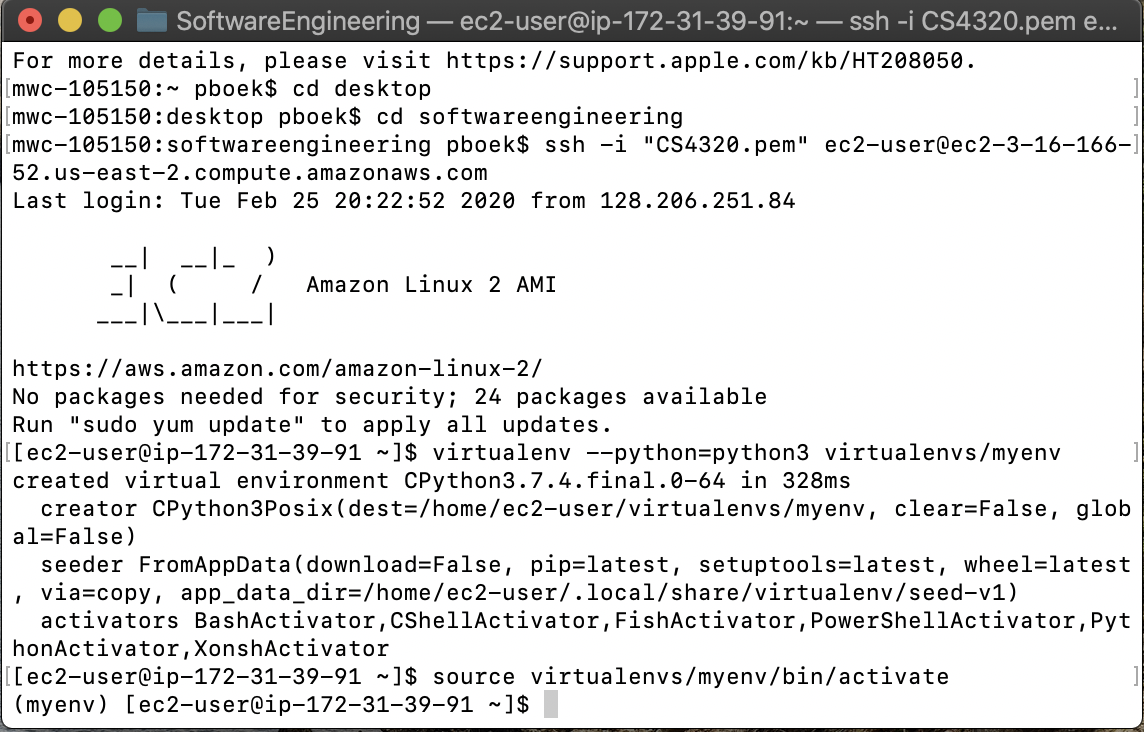 SoftwareEngineering — ec2-user@ip-172-31-39-91:~ — ssh -i CS4320.pem e...
For more details, please visit https://support.apple.com/kb/HT208050.
[mwc-105150:~ pboek$ cd desktop ]
[mwc-105150:desktop pboek$ cd softwareengineering ]
[mwc-105150:softwareengineering pboek$ ssh -i "CS4320.pem" ec2-user@ec2-3-16-166-]
52.us-east-2.compute.amazonaws.com
Last login: Tue Feb 25 20:22:52 2020 from 128.206.251.84
       __|  __|_  )
       _|  (     /   Amazon Linux 2 AMI
      ___|\___|___|
https://aws.amazon.com/amazon-linux-2/
No packages needed for security; 24 packages available
Run "sudo yum update" to apply all updates.
[[ec2-user@ip-172-31-39-91 ~]$ virtualenv --python=python3 virtualenvs/myenv ]
created virtual environment CPython3.7.4.final.0-64 in 328ms
  creator CPython3Posix(dest=/home/ec2-user/virtualenvs/myenv, clear=False, glob
al=False)
  seeder FromAppData(download=False, pip=latest, setuptools=latest, wheel=latest
, via=copy, app_data_dir=/home/ec2-user/.local/share/virtualenv/seed-v1)
  activators BashActivator,CShellActivator,FishActivator,PowerShellActivator,Pyt
honActivator,XonshActivator
[[ec2-user@ip-172-31-39-91 ~]$ source virtualenvs/myenv/bin/activate ]
(myenv) [ec2-user@ip-172-31-39-91 ~]$